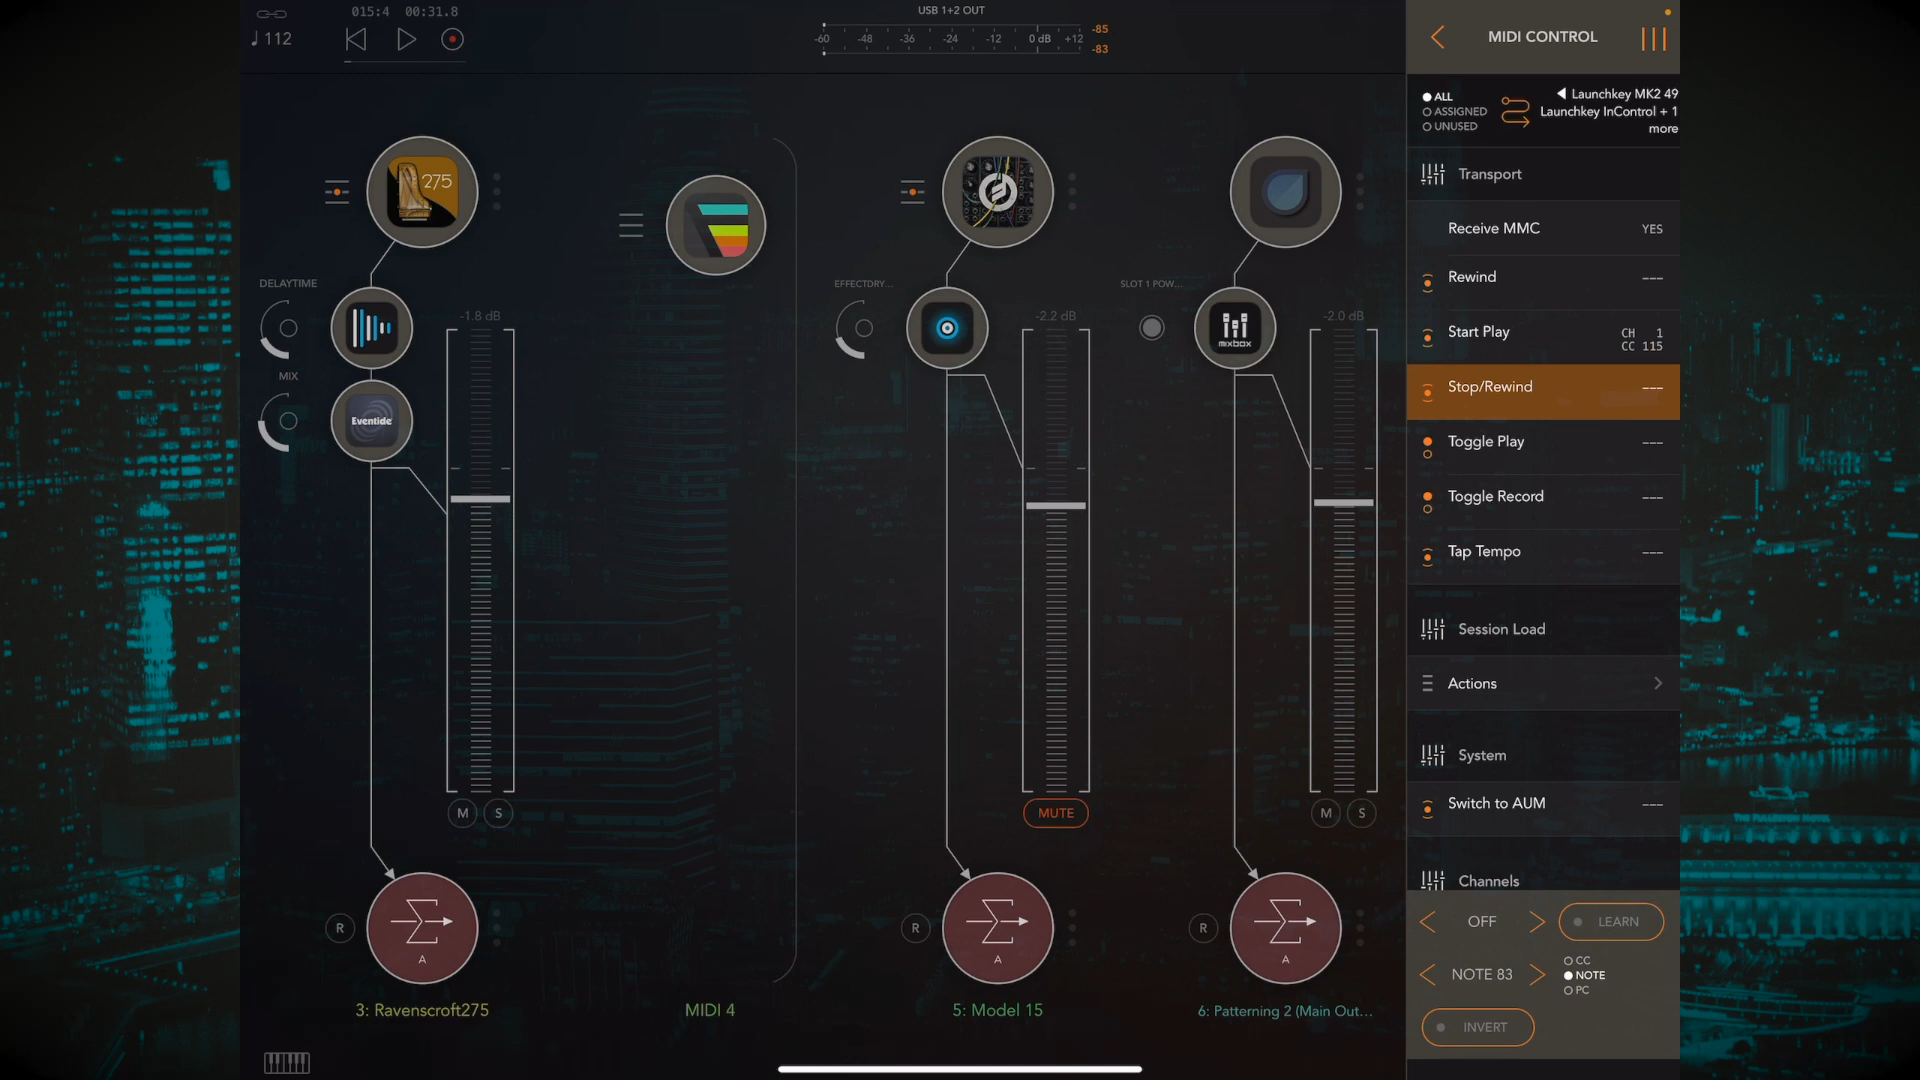 015:4 00:31.8
112
USB 1+2 OUT
-60 -48 -36 -24 -12 0 dB +12
-85
-83
MIDI CONTROL
ALL
ASSIGNED
UNUSED
Launchkey MK2 49
Launchkey InControl + 1
more
Transport
Receive MMC YES
Rewind ---
Start Play CH 1
CC 115
Stop/Rewind ---
Toggle Play ---
Toggle Record ---
Tap Tempo ---
Session Load
Actions
System
Switch to AUM ---
Channels
OFF LEARN
NOTE 83
CC
NOTE
PC
INVERT
275
DELAYTIME
MIX
Eventide
-1.8 dB
M S
R
A
3: Ravenscroft275
MIDI 4
EFFECTDRY...
-2.2 dB
MUTE
R
A
5: Model 15
SLOT 1 POW...
mixbox
-2.0 dB
M S
R
A
6: Patterning 2 (Main Out...
THE FULLERTON HOTEL